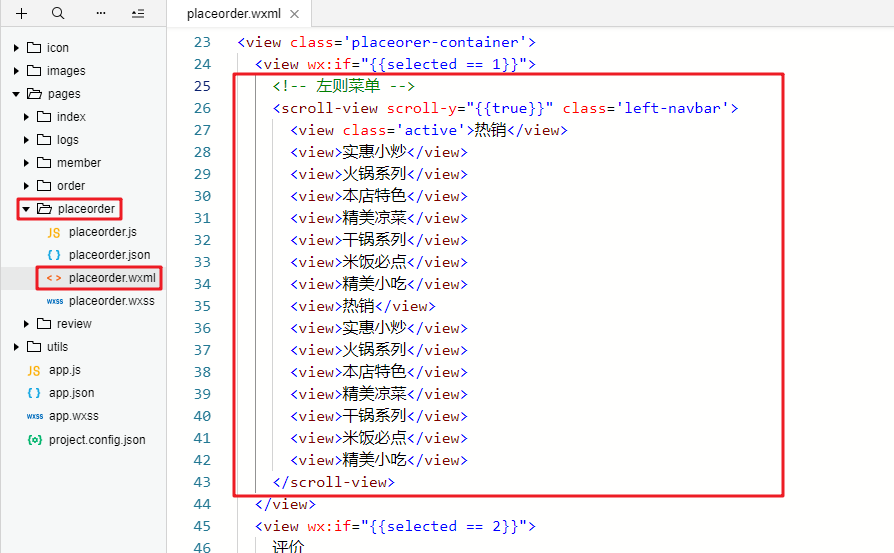 placeorder.wxml
icon
images
pages
index
logs
member
order
placeorder
JS placeorder.js
{ } placeorder.json
< > placeorder.wxml
wxss placeorder.wxss
review
utils
JS app.js
{ } app.json
wxss app.wxss
{o} project.config.json
23 <view class='placeorer-container'>
24 <view wx:if="{{selected == 1}}">
25 <!-- 左则菜单 -->
26 <scroll-view scroll-y="{{true}}" class='left-navbar'>
27 <view class='active'>热销</view>
28 <view>实惠小炒</view>
29 <view>火锅系列</view>
30 <view>本店特色</view>
31 <view>精美凉菜</view>
32 <view>干锅系列</view>
33 <view>米饭必点</view>
34 <view>精美小吃</view>
35 <view>热销</view>
36 <view>实惠小炒</view>
37 <view>火锅系列</view>
38 <view>本店特色</view>
39 <view>精美凉菜</view>
40 <view>干锅系列</view>
41 <view>米饭必点</view>
42 <view>精美小吃</view>
43 </scroll-view>
44 </view>
45 <view wx:if="{{selected == 2}}">
46 评价